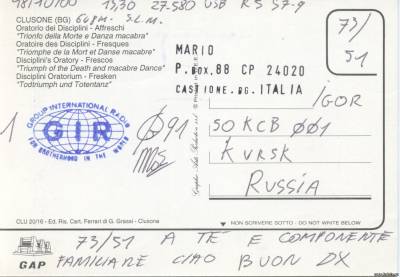 18/10/00 13,30 27.580 USB RS 57-9
CLUSONE (BG) 648M. S.L.M.
Oratorio dei Disciplini - Affreschi
"Trionfo della Morte e Danza macabra"
Oratoire des Disciplini - Fresques
"Triomphe de la Mort et Danse macabre"
Disciplini's Oratory - Frescos
"Triumph of the Death and macabre Dance"
Disciplini Oratorium - Fresken
"Todtriumph und Totentanz"
73/
51
MARIO
P.BOX,88 CP 24020
CASTIONE.BG.ITALIA
GROUP INTERNATIONAL RADIO
GIR
FOR BROTHERHOOD IN THE WORLD
1
Ø91
IGOR
50 KCB ØØ1
KURSK
RUSSIA
CLU 20/16 - Ed. Ris. Cart. Ferrari di G. Grassi - Clusone
NON SCRIVERE SOTTO - DO NOT WRITE BELOW
GAP
73/51 A TE E COMPONENTE
FAMILIARE CIAO BUON DX